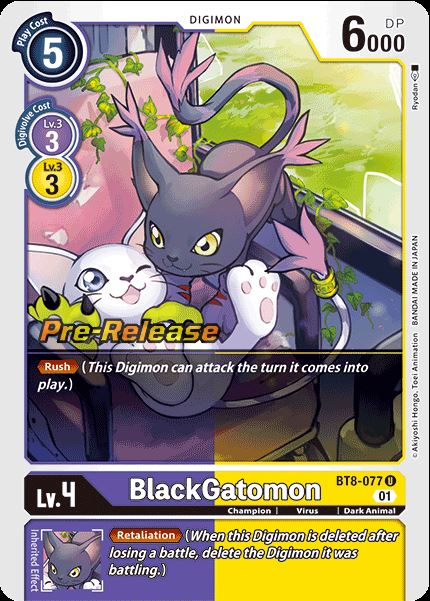 DIGIMON
Play Cost
5
DP
6000
Digivolve Cost
Lv.3
3
Lv.3
3
Ryodan
©Akiyoshi Hongo, Toei Animation BANDAI MADE IN JAPAN
Pre-Release
Rush (This Digimon can attack the turn it comes into
play.)
BT8-077 U
01
Lv.4
BlackGatomon
Champion | Virus | Dark Animal
Inherited Effect
Retaliation (When this Digimon is deleted after
losing a battle, delete the Digimon it was
battling.)